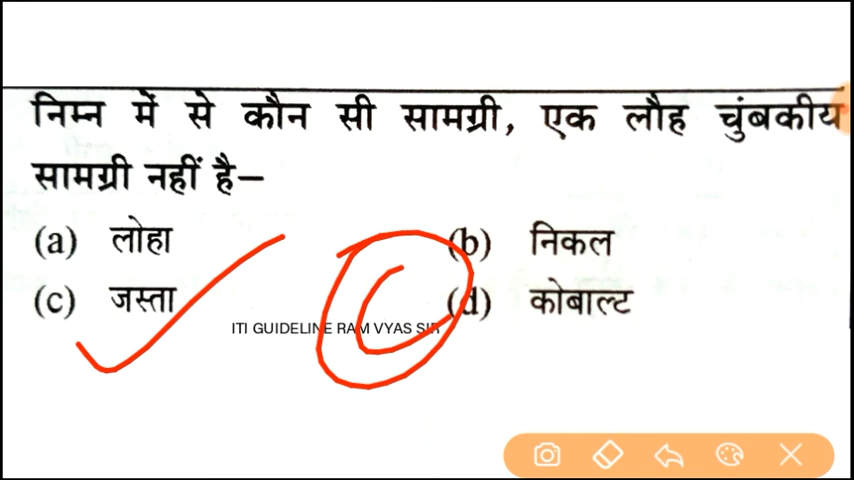 निम्न में से कौन सी सामग्री, एक लौह चुंबकीय
सामग्री नहीं है–
(a) लोहा (b) निकल
(c) जस्ता (d) कोबाल्ट
ITI GUIDELINE RAM VYAS SIR
C